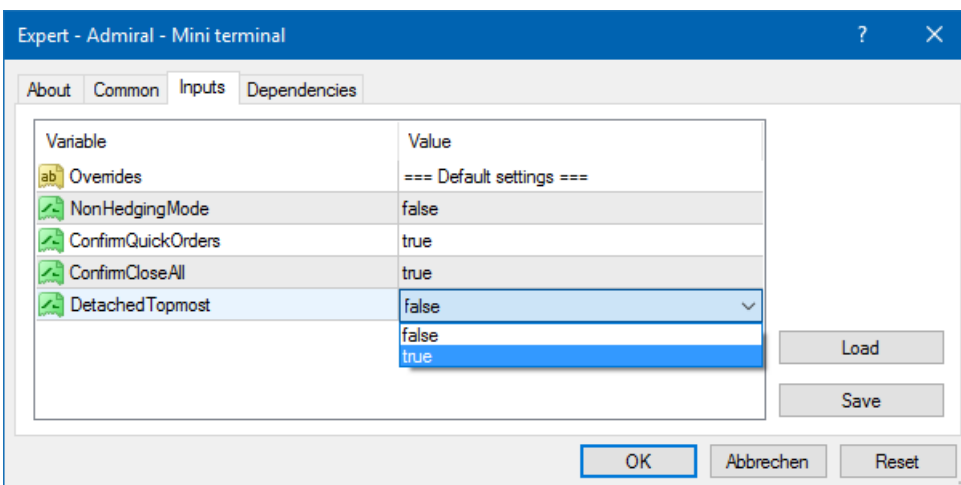 Expert - Admiral - Mini terminal ?
About Common Inputs Dependencies
Variable Value
ab Overrides === Default settings ===
NonHedgingMode false
ConfirmQuickOrders true
ConfirmCloseAll true
DetachedTopmost false
false
true
Load
Save
OK Abbrechen Reset